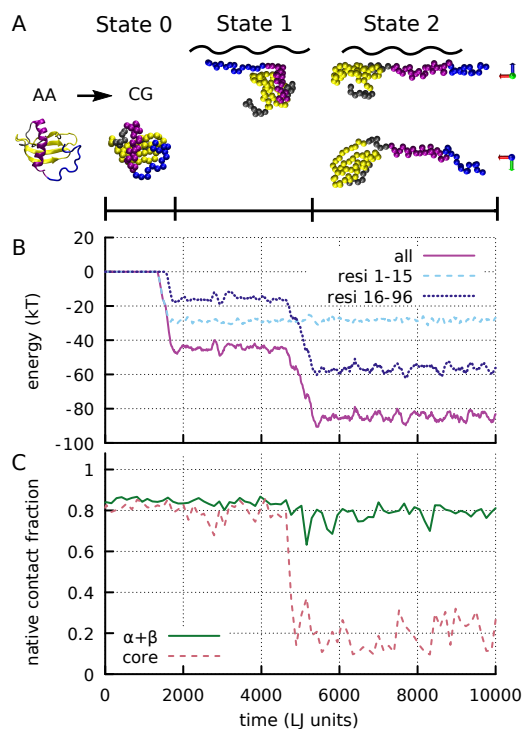 A
State 0
State 1
State 2
AA
CG
B
20
0
-20
-40
-60
-80
-100
energy (kT)
all
resi 1-15
resi 16-96
C
1
0.8
0.6
0.4
0.2
0
native contact fraction
α+β
core
0
2000
4000
6000
8000
10000
time (LJ units)